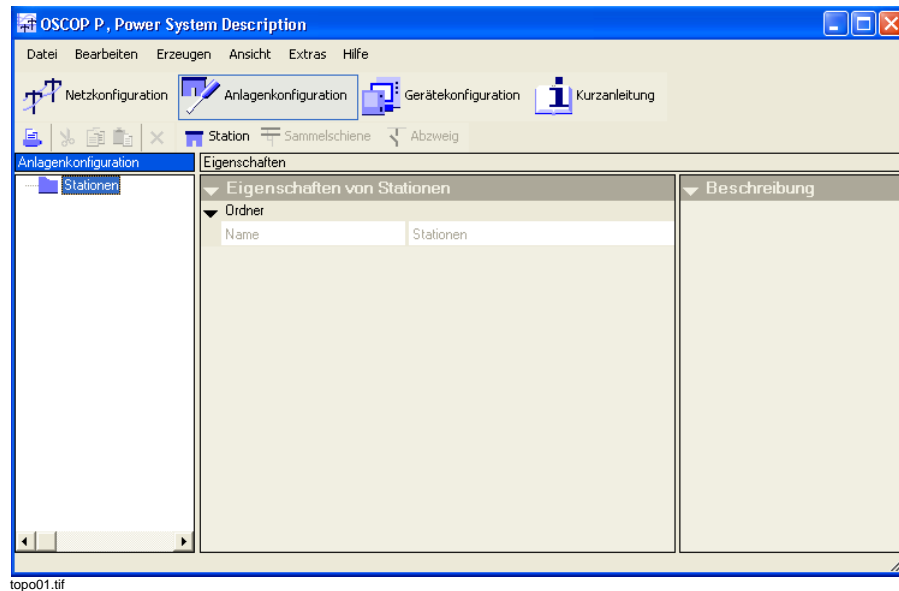 OSCOP P, Power System Description
Datei Bearbeiten Erzeugen Ansicht Extras Hilfe
Netzkonfiguration Anlagenkonfiguration Gerätekonfiguration Kurzanleitung
Station Sammelschiene Abzweig
Anlagenkonfiguration Eigenschaften
Stationen Eigenschaften von Stationen Beschreibung
Ordner
Name Stationen
topo01.tif